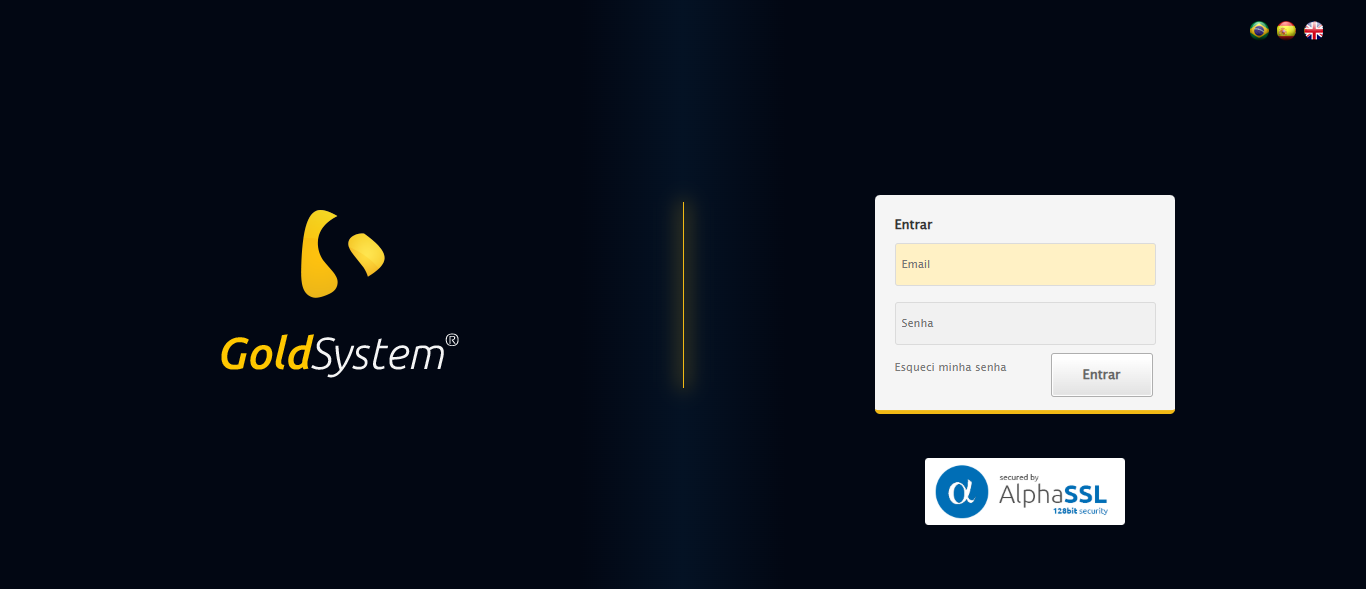 GoldSystem®
Entrar
Email
Senha
Esqueci minha senha
Entrar
α
secured by
AlphaSSL
128bit security